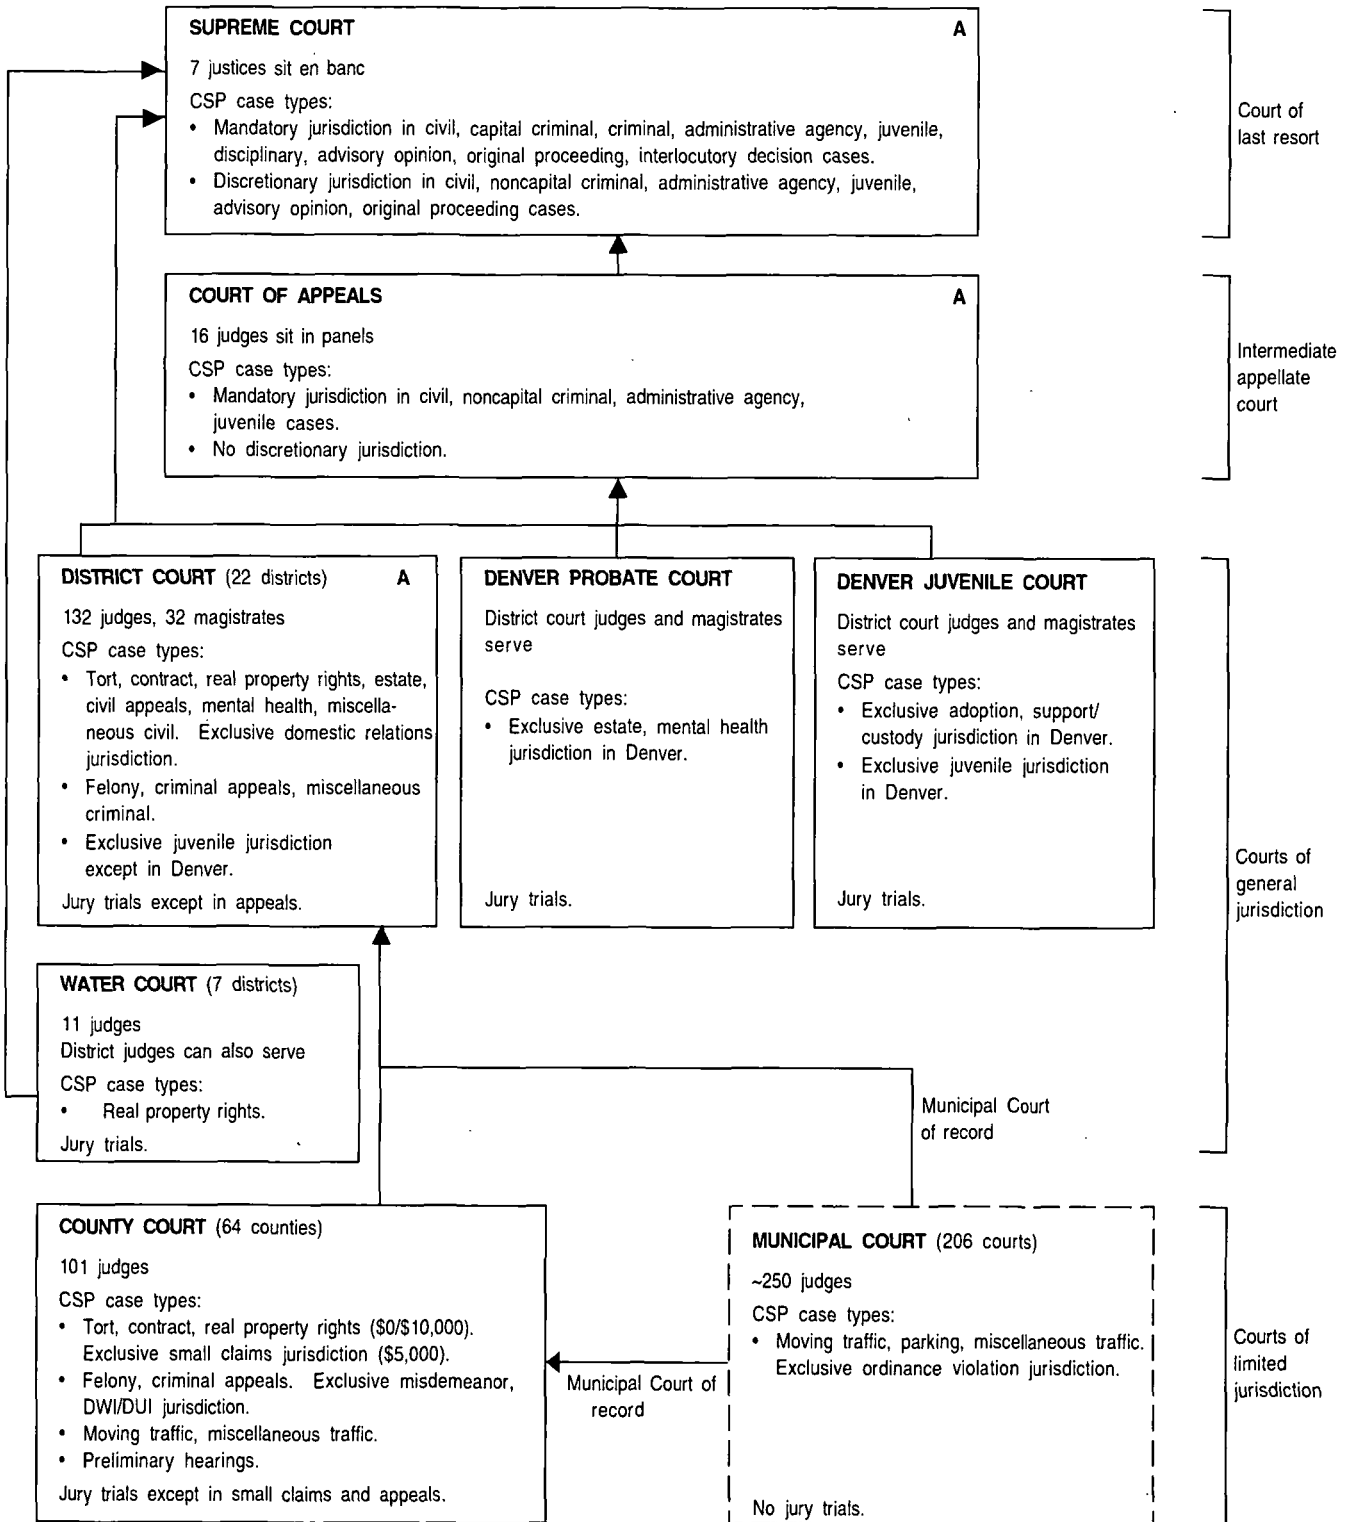 SUPREME COURT A
7 justices sit en banc
CSP case types:
• Mandatory jurisdiction in civil, capital criminal, criminal, administrative agency, juvenile,
disciplinary, advisory opinion, original proceeding, interlocutory decision cases.
• Discretionary jurisdiction in civil, noncapital criminal, administrative agency, juvenile,
advisory opinion, original proceeding cases.
Court of
last resort
COURT OF APPEALS A
16 judges sit in panels
CSP case types:
• Mandatory jurisdiction in civil, noncapital criminal, administrative agency,
juvenile cases.
• No discretionary jurisdiction.
Intermediate
appellate
court
DISTRICT COURT (22 districts) A
132 judges, 32 magistrates
CSP case types:
• Tort, contract, real property rights, estate,
civil appeals, mental health, miscella-
neous civil. Exclusive domestic relations
jurisdiction.
• Felony, criminal appeals, miscellaneous
criminal.
• Exclusive juvenile jurisdiction
except in Denver.
Jury trials except in appeals.
DENVER PROBATE COURT
District court judges and magistrates
serve
CSP case types:
• Exclusive estate, mental health
jurisdiction in Denver.
Jury trials.
DENVER JUVENILE COURT
District court judges and magistrates
serve
CSP case types:
• Exclusive adoption, support/
custody jurisdiction in Denver.
• Exclusive juvenile jurisdiction
in Denver.
Jury trials.
Courts of
general
jurisdiction
WATER COURT (7 districts)
11 judges
District judges can also serve
CSP case types:
• Real property rights.
Jury trials.
Municipal Court
of record
COUNTY COURT (64 counties)
101 judges
CSP case types:
• Tort, contract, real property rights ($0/$10,000).
Exclusive small claims jurisdiction ($5,000).
• Felony, criminal appeals. Exclusive misdemeanor,
DWI/DUI jurisdiction.
• Moving traffic, miscellaneous traffic.
• Preliminary hearings.
Jury trials except in small claims and appeals.
Municipal Court of
record
MUNICIPAL COURT (206 courts)
~250 judges
CSP case types:
• Moving traffic, parking, miscellaneous traffic.
Exclusive ordinance violation jurisdiction.
No jury trials.
Courts of
limited
jurisdiction